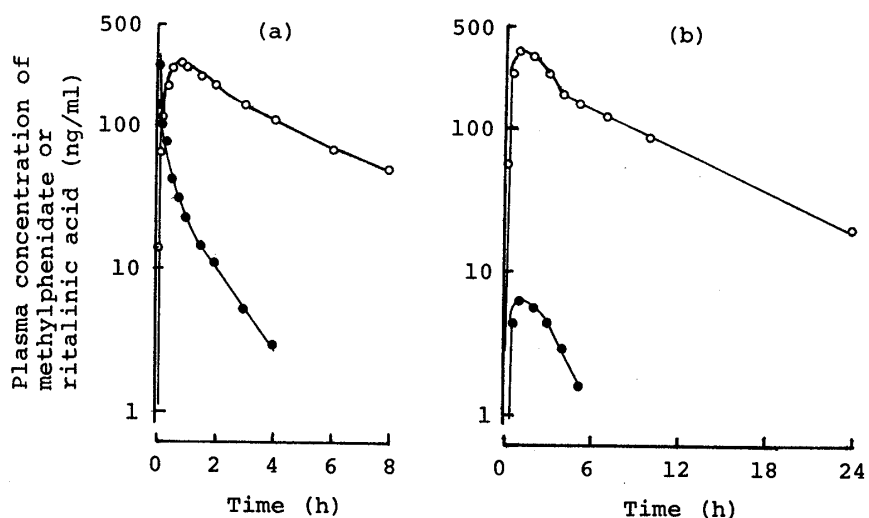 Plasma concentration of
methylphenidate or
ritalinic acid (ng/ml)
(a)
500
100
10
1
0 2 4 6 8
Time (h)
(b)
500
100
10
1
0 6 12 18 24
Time (h)